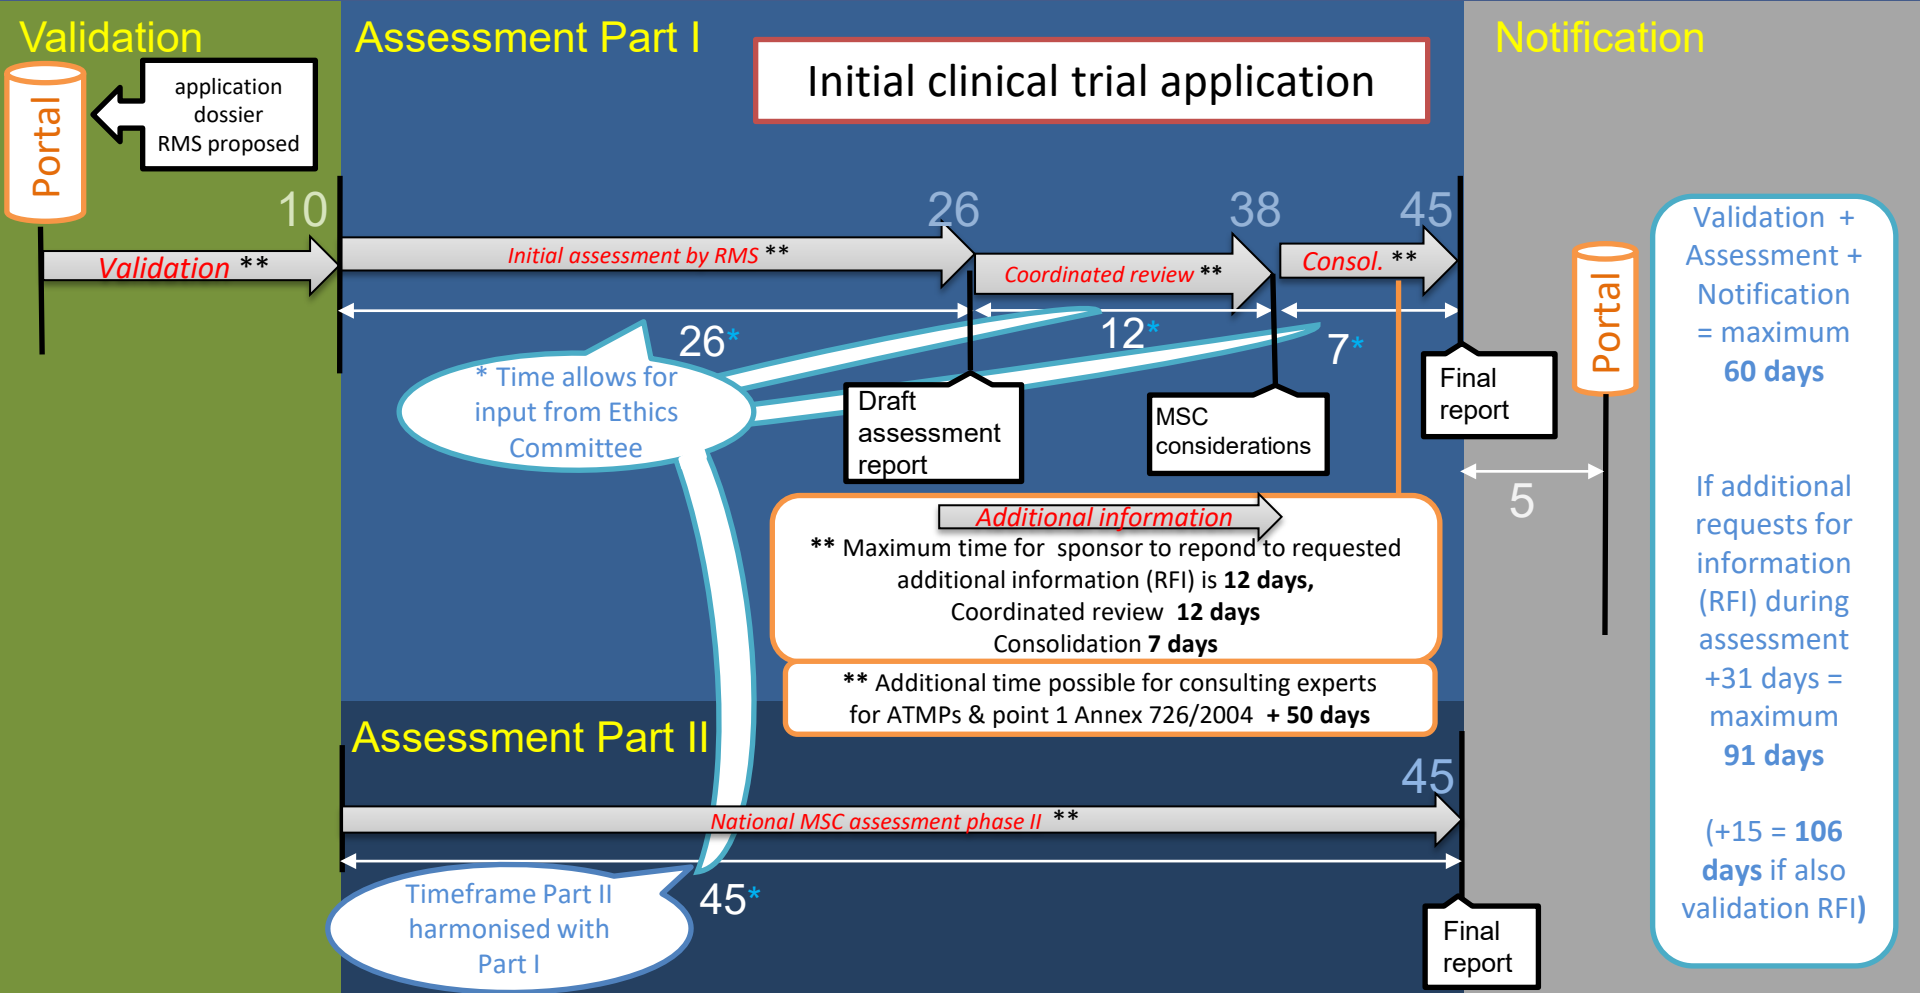 Validation
Assessment Part I
Notification
Initial clinical trial application
Portal
application
dossier
RMS proposed
10
26
38
45
Validation **
Initial assessment by RMS **
Coordinated review **
Consol. **
26*
12*
7*
* Time allows for
input from Ethics
Committee
Draft
assessment
report
MSC
considerations
Final
report
Portal
5
Additional information
** Maximum time for sponsor to repond to requested
additional information (RFI) is 12 days,
Coordinated review 12 days
Consolidation 7 days
** Additional time possible for consulting experts
for ATMPs & point 1 Annex 726/2004 + 50 days
Assessment Part II
45
National MSC assessment phase II **
45*
Timeframe Part II
harmonised with
Part I
Final
report
Validation +
Assessment +
Notification
= maximum
60 days
If additional
requests for
information
(RFI) during
assessment
+31 days =
maximum
91 days
(+15 = 106
days if also
validation RFI)